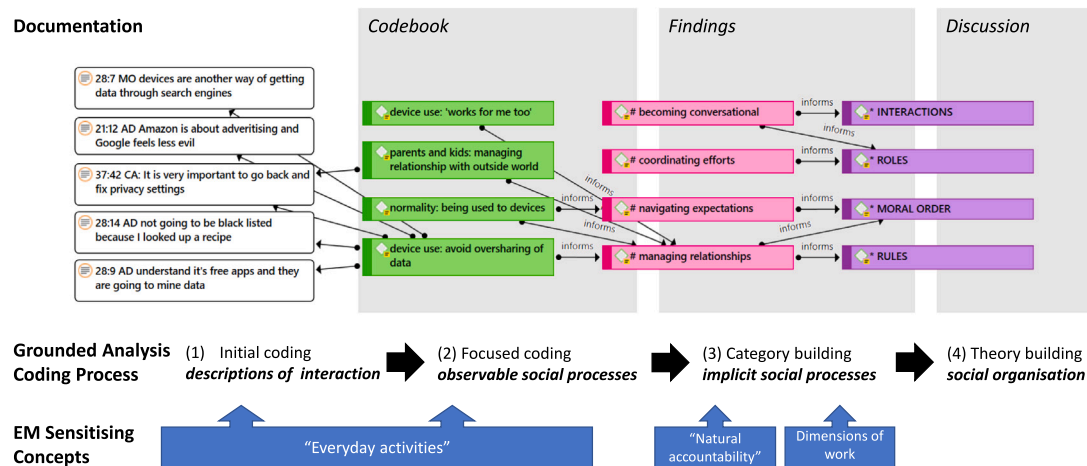 Documentation
Codebook
Findings
Discussion
28:7 MO devices are another way of getting
data through search engines
21:12 AD Amazon is about advertising and
Google feels less evil
37:42 CA: It is very important to go back and
fix privacy settings
28:14 AD not going to be black listed
because I looked up a recipe
28:9 AD understand it's free apps and they
are going to mine data
device use: 'works for me too'
parents and kids: managing
relationship with outside world
normality: being used to devices
device use: avoid oversharing of
data
informs
informs
informs
# becoming conversational
# coordinating efforts
# navigating expectations
# managing relationships
informs
informs
informs
informs
informs
informs
* INTERACTIONS
* ROLES
* MORAL ORDER
* RULES
Grounded Analysis
Coding Process
(1) Initial coding
descriptions of interaction
(2) Focused coding
observable social processes
(3) Category building
implicit social processes
(4) Theory building
social organisation
EM Sensitising
Concepts
“Everyday activities”
“Natural
accountability”
Dimensions of
work